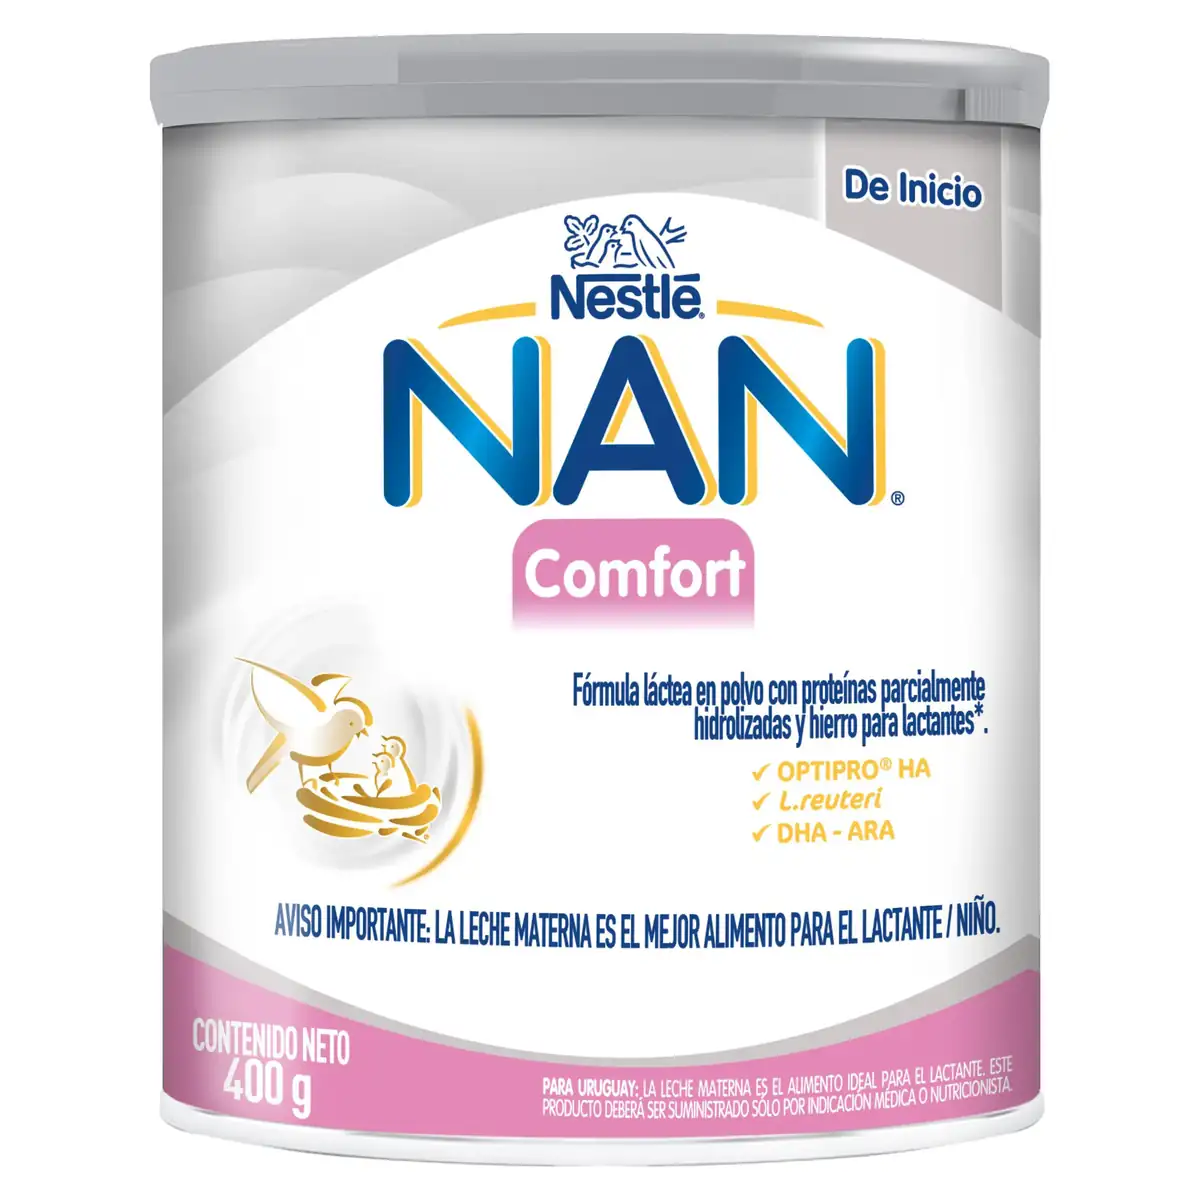 De Inicio
Nestlé®
NAN®
Comfort
Fórmula láctea en polvo con proteínas parcialmente
hidrolizadas y hierro para lactantes*.
✓ OPTIPRO® HA
✓ L.reuteri
✓ DHA - ARA
AVISO IMPORTANTE: LA LECHE MATERNA ES EL MEJOR ALIMENTO PARA EL LACTANTE / NIÑO.
CONTENIDO NETO
400 g
PARA URUGUAY: LA LECHE MATERNA ES EL ALIMENTO IDEAL PARA EL LACTANTE. ESTE
PRODUCTO DEBERÁ SER SUMINISTRADO SÓLO POR INDICACIÓN MÉDICA O NUTRICIONISTA.